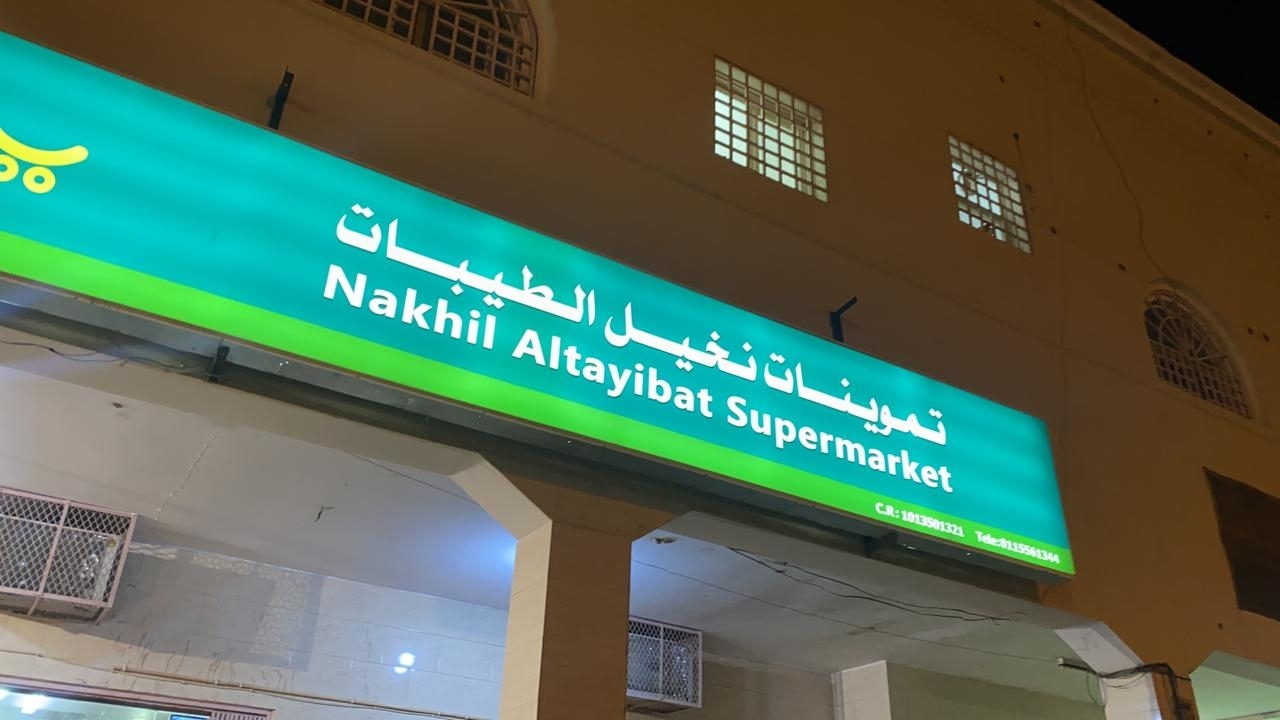 تموينات نخيل الطيبات
Nakhil Altayibat Supermarket
C.R: 1013501321 Tele:0115561344